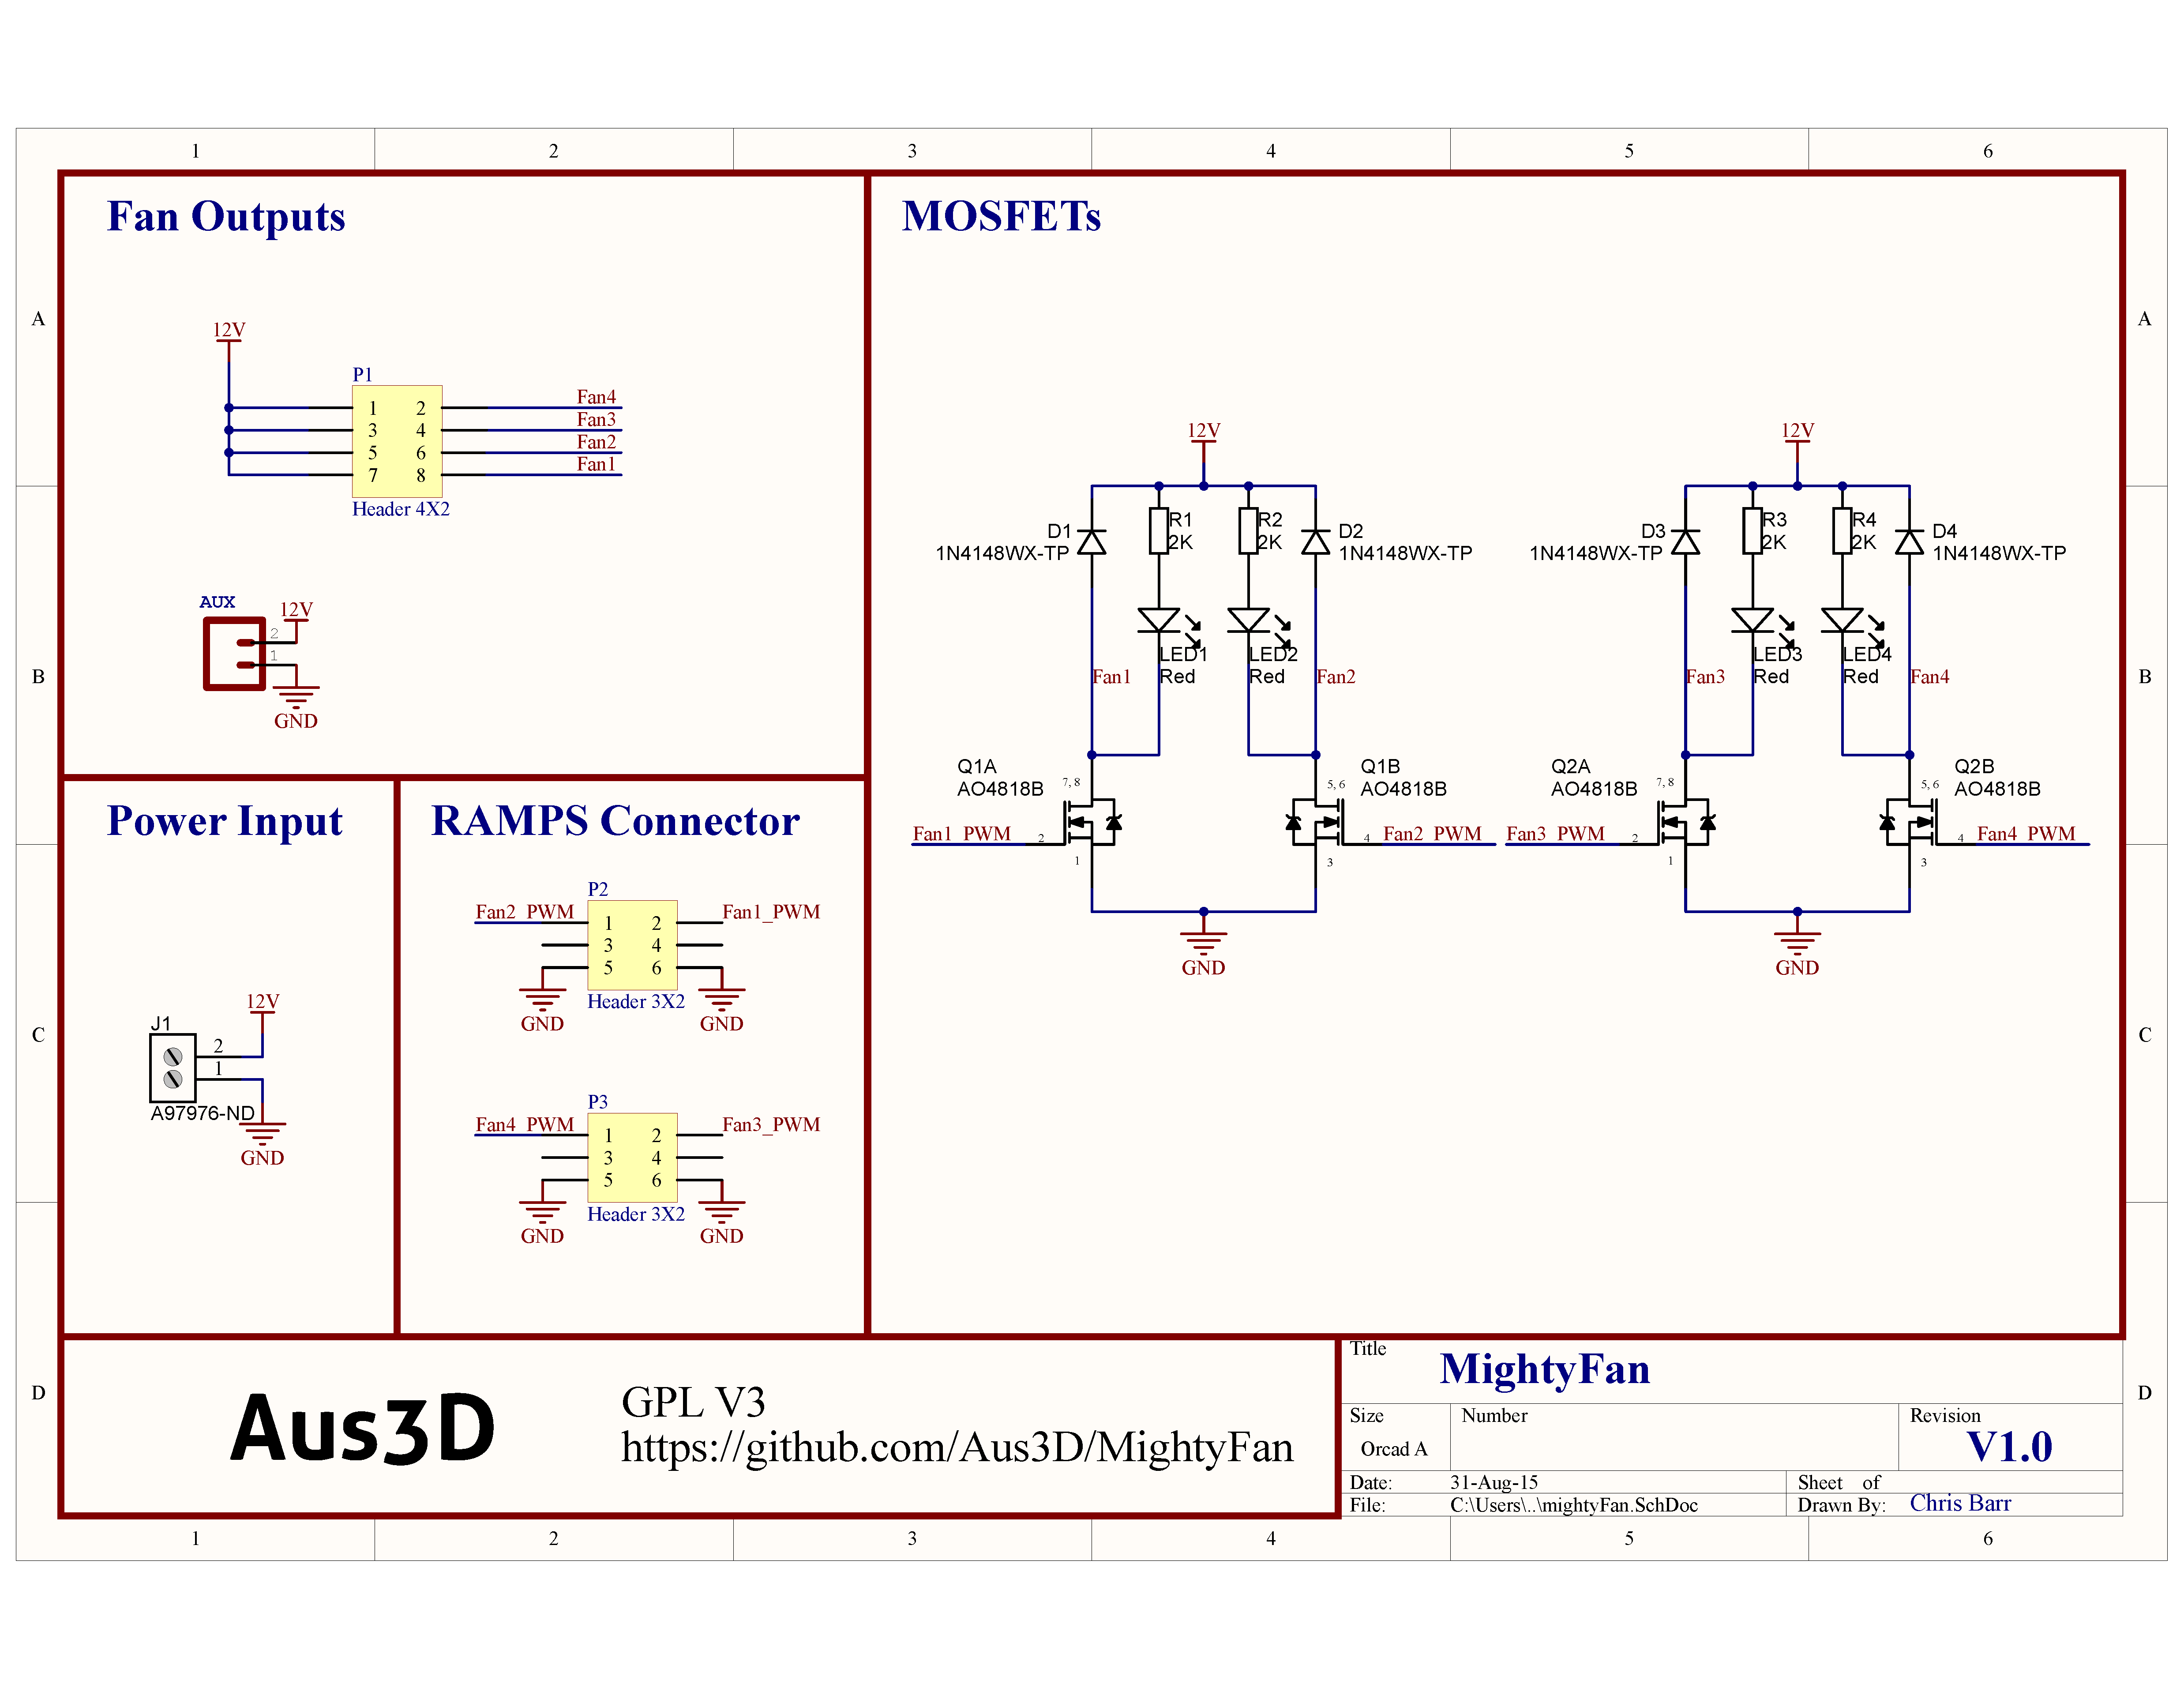 1 2 3 4 5 6
A
B
C
D
A
B
C
D
Fan Outputs
12V
P1
1 2 Fan4
3 4 Fan3
5 6 Fan2
7 8 Fan1
Header 4X2
AUX
12V
2
1
GND
Power Input
12V
J1
2
1
A97976-ND
GND
RAMPS Connector
P2
Fan2_PWM 1 2 Fan1_PWM
3 4
5 6
Header 3X2
GND GND
P3
Fan4_PWM 1 2 Fan3_PWM
3 4
5 6
Header 3X2
GND GND
MOSFETs
12V
D1
1N4148WX-TP
R1
2K
R2
2K
D2
1N4148WX-TP
LED1
Red
LED2
Red
Fan1
Fan2
Q1A
AO4818B
7, 8
Fan1_PWM 2
1
Q1B
AO4818B
5, 6
4 Fan2_PWM
3
GND
12V
D3
1N4148WX-TP
R3
2K
R4
2K
D4
1N4148WX-TP
LED3
Red
LED4
Red
Fan3
Fan4
Q2A
AO4818B
7, 8
Fan3_PWM 2
1
Q2B
AO4818B
5, 6
4 Fan4_PWM
3
GND
Aus3D
GPL V3
https://github.com/Aus3D/MightyFan
Title
MightyFan
Size
Orcad A
Number
Revision
V1.0
Date: 31-Aug-15
Sheet of
File: C:\Users\..\mightyFan.SchDoc
Drawn By: Chris Barr
1 2 3 4 5 6